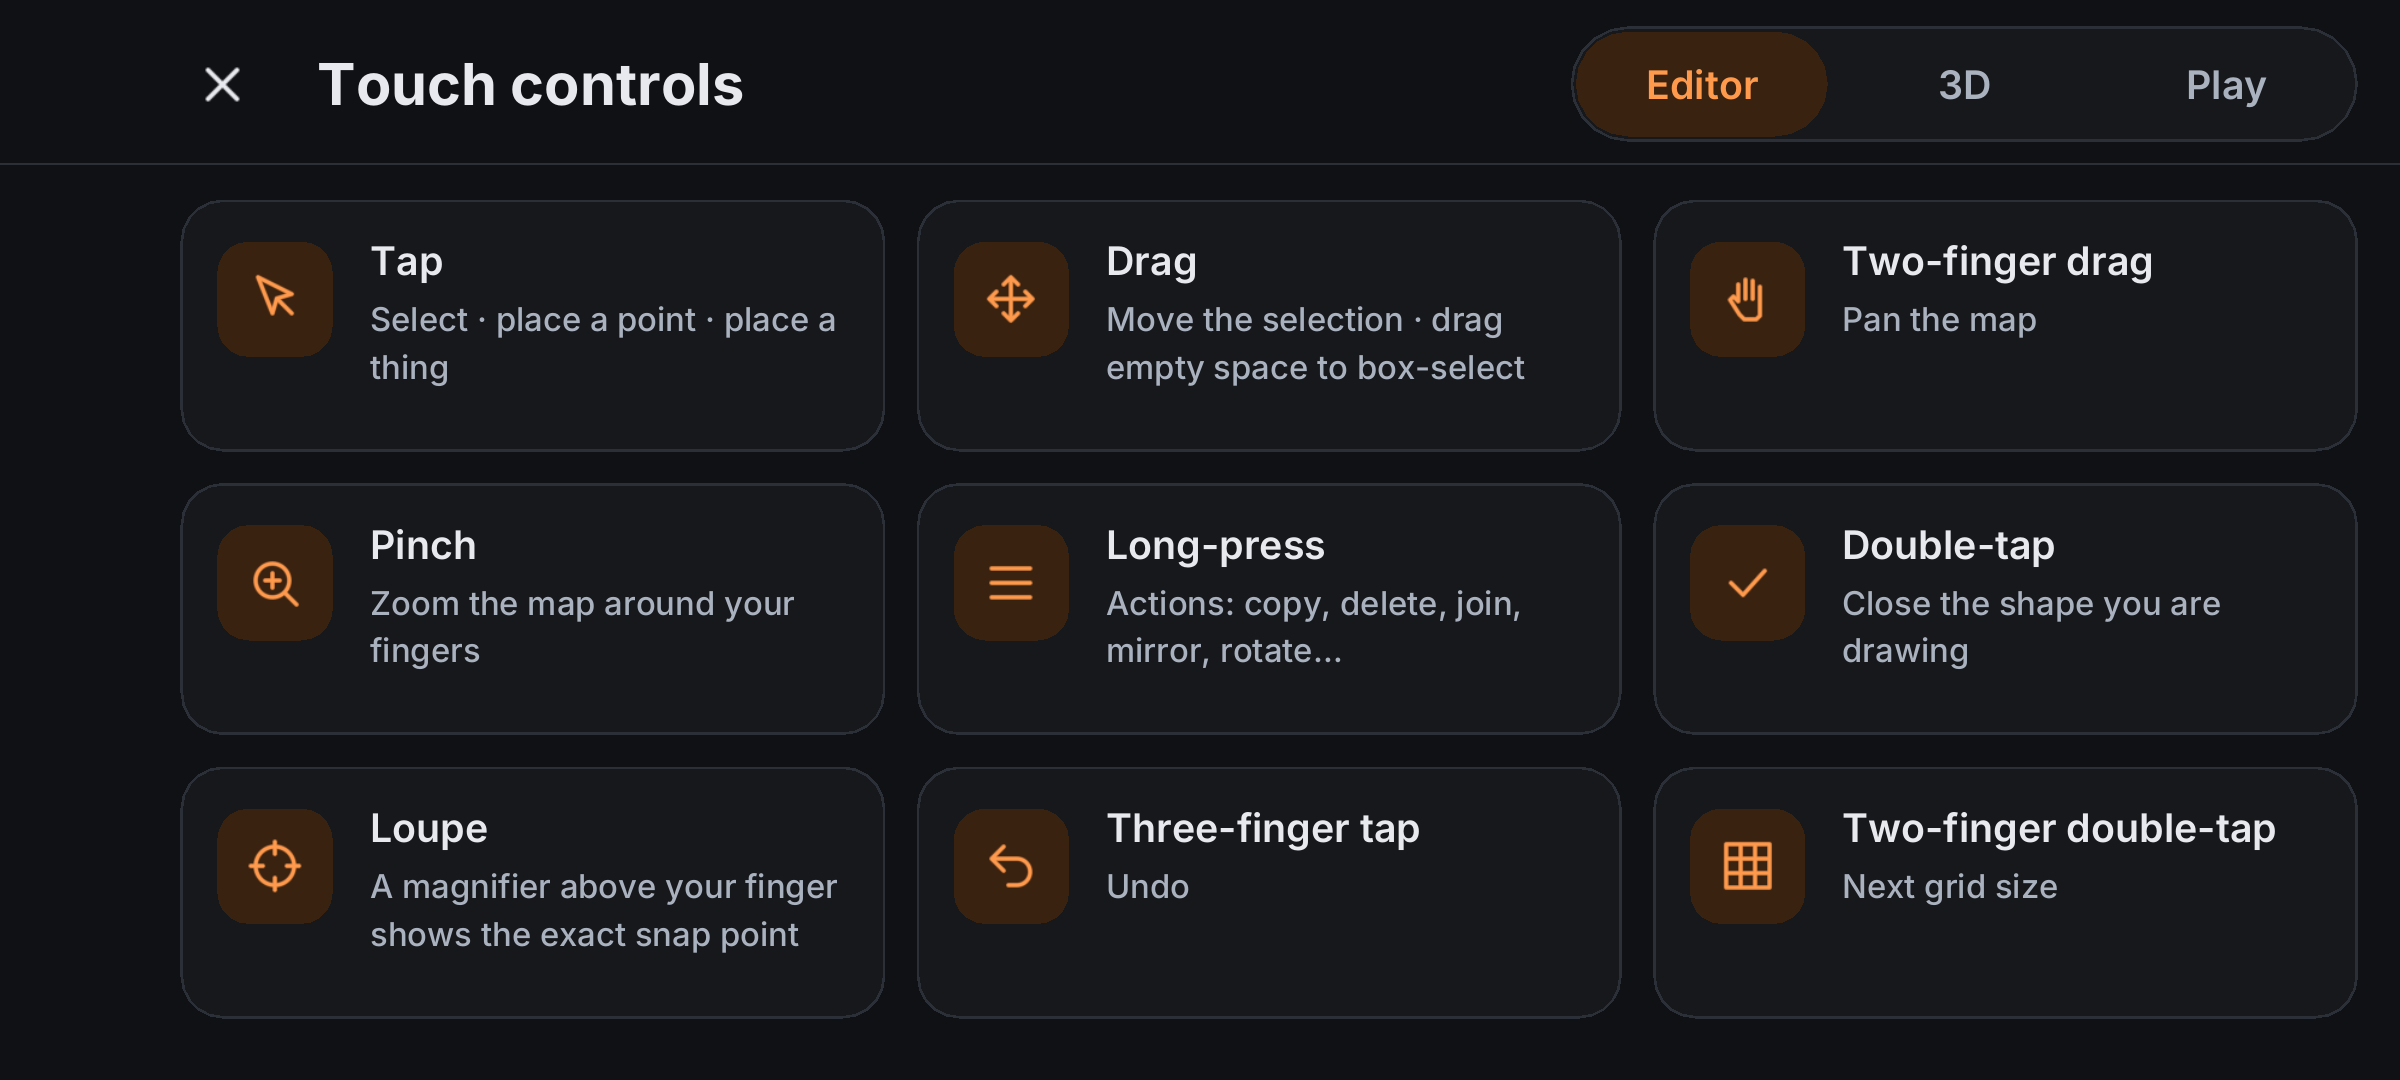 Touch controls
Editor
3D
Play
Tap
Select · place a point · place a
thing
Drag
Move the selection · drag
empty space to box-select
Two-finger drag
Pan the map
Pinch
Zoom the map around your
fingers
Long-press
Actions: copy, delete, join,
mirror, rotate...
Double-tap
Close the shape you are
drawing
Loupe
A magnifier above your finger
shows the exact snap point
Three-finger tap
Undo
Two-finger double-tap
Next grid size